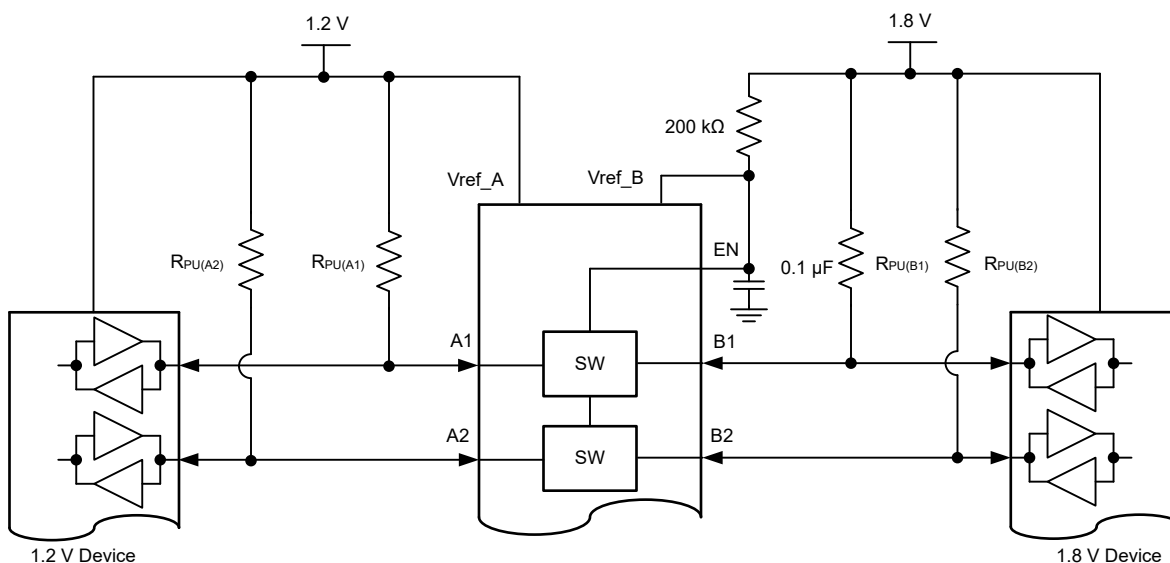 1.2 V
1.8 V
200 kΩ
Vref_A
Vref_B
EN
RPU(A2)
RPU(A1)
0.1 µF
RPU(B1)
RPU(B2)
A1
SW
B1
A2
SW
B2
1.2 V Device
1.8 V Device